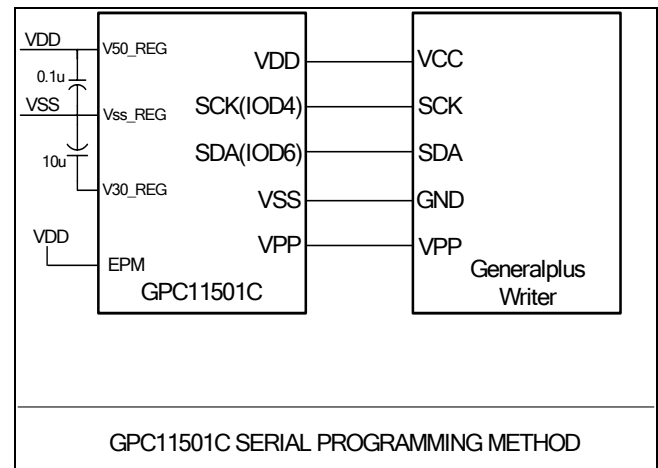 VDD
V50_REG
0.1u
VSS
Vss_REG
10u
V30_REG
VDD
EPM
VDD
SCK(IOD4)
SDA(IOD6)
VSS
VPP
GPC11501C
VCC
SCK
SDA
GND
VPP
Generalplus
Writer
GPC11501C SERIAL PROGRAMMING METHOD